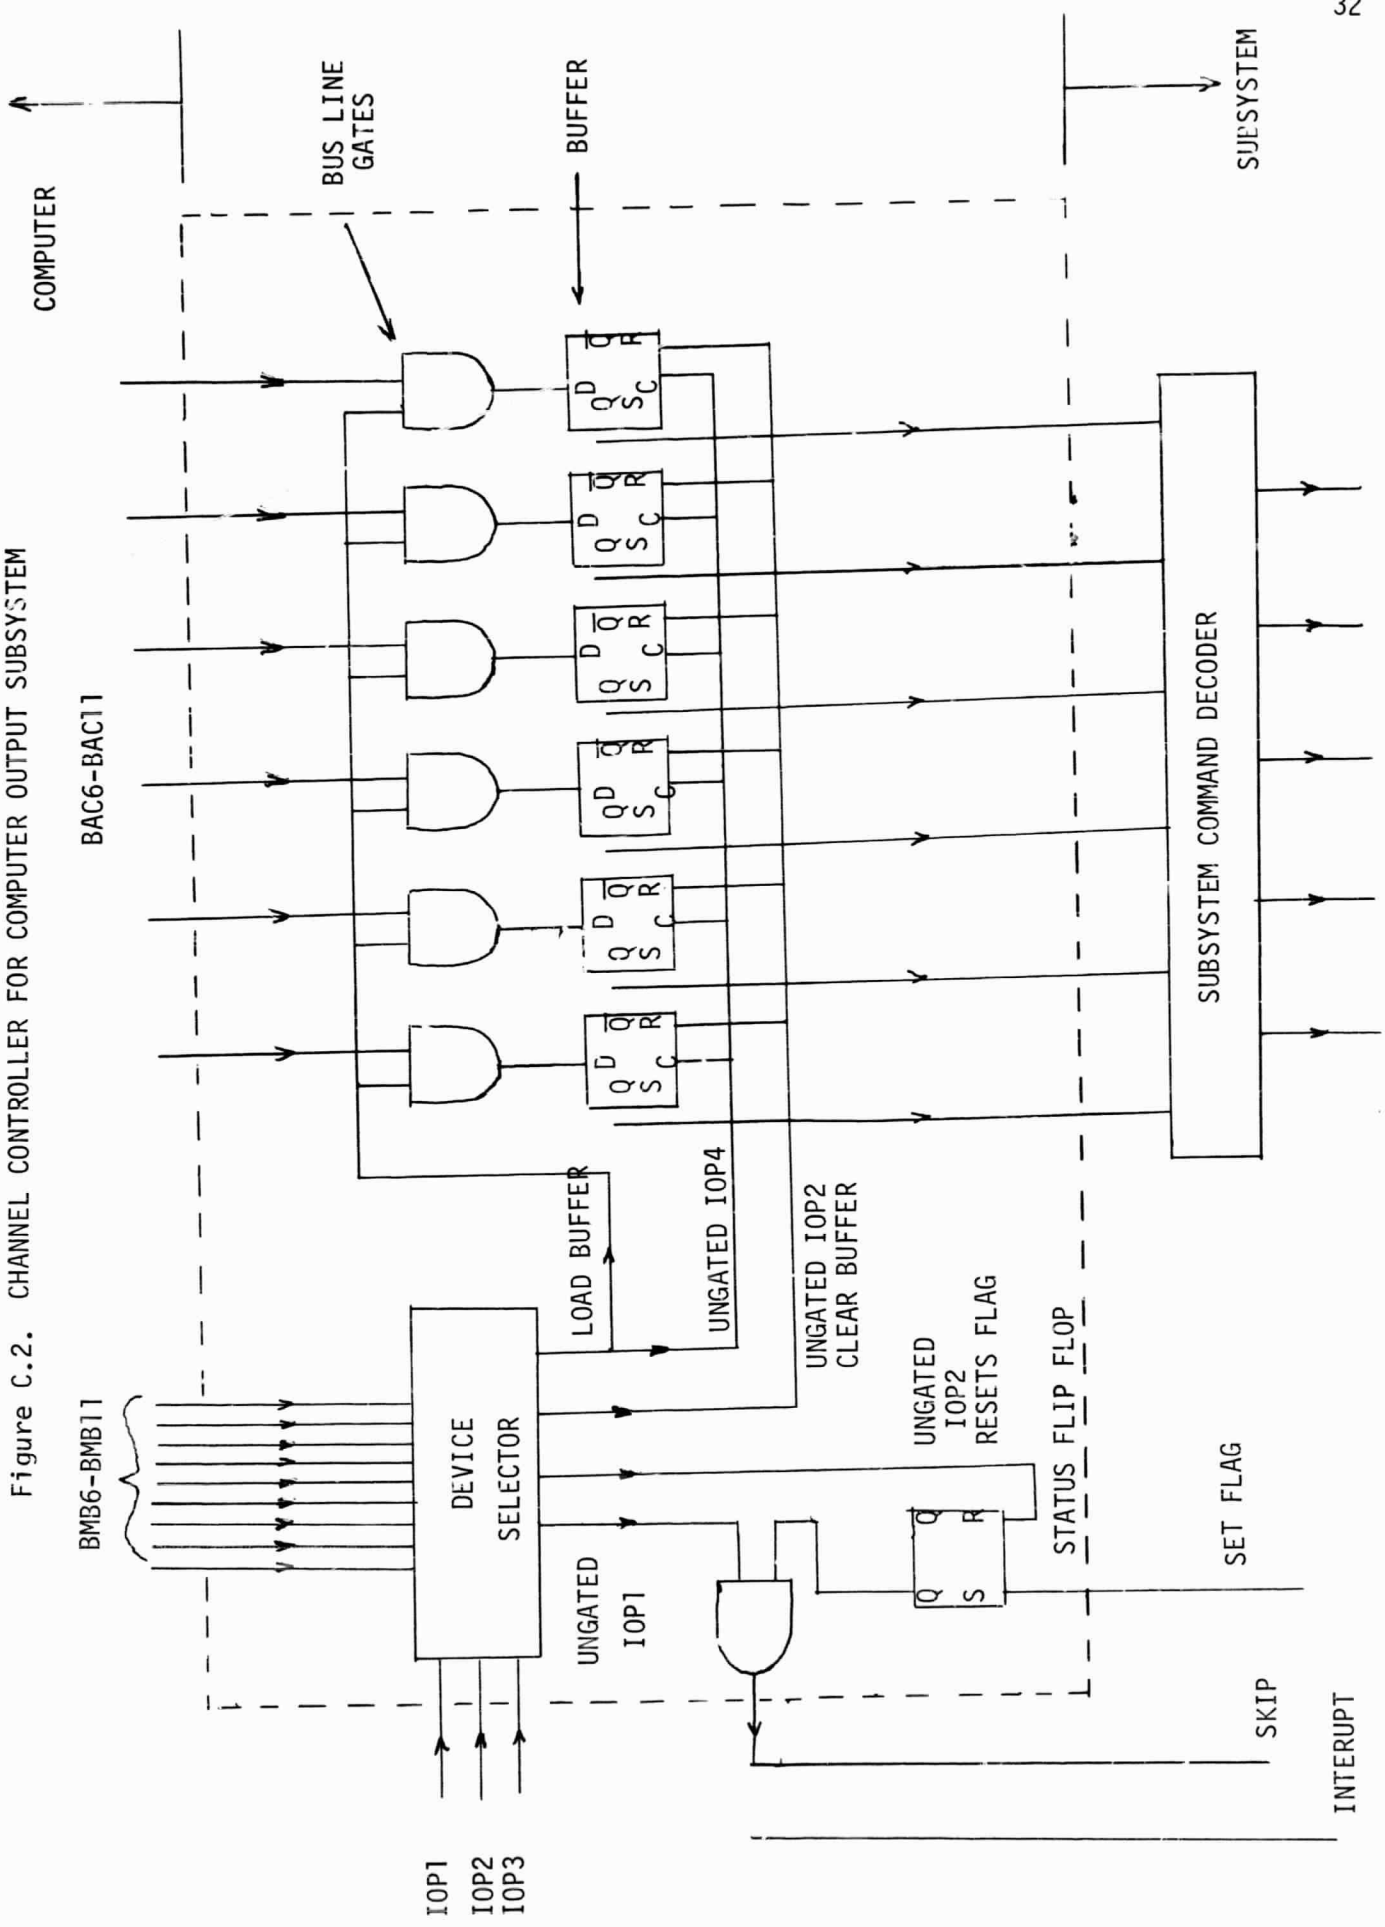 32
Figure C.2. CHANNEL CONTROLLER FOR COMPUTER OUTPUT SUBSYSTEM
COMPUTER
BMB6-BMB11
BAC6-BAC11
BUS LINE
GATES
BUFFER
IOP1
IOP2
IOP3
DEVICE
SELECTOR
D Q̅
Q
S C R
D Q̅
Q
S C R
D Q̅
Q
S C R
D Q̅
Q
S C R
D Q̅
Q
S C R
D Q̅
Q
S C R
LOAD BUFFER
UNGATED
IOP1
UNGATED IOP4
UNGATED IOP2
CLEAR BUFFER
UNGATED
IOP2
RESETS FLAG
Q Q
S R
STATUS FLIP FLOP
SUBSYSTEM COMMAND DECODER
SET FLAG
SKIP
INTERUPT
SUBSYSTEM